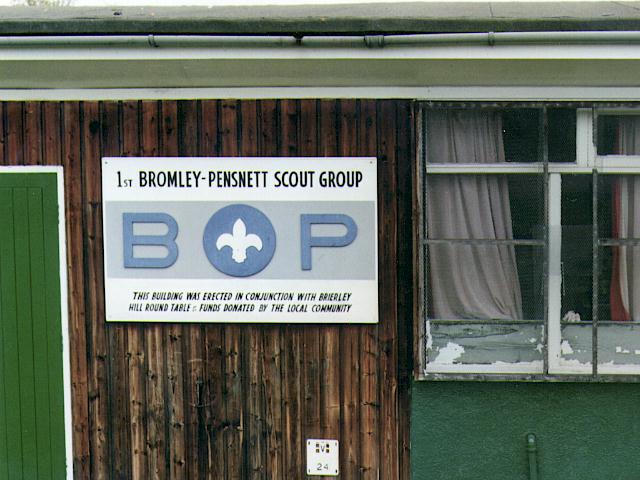 1ST BROMLEY-PENSNETT SCOUT GROUP
B P
THIS BUILDING WAS ERECTED IN CONJUNCTION WITH BRIERLEY
HILL ROUND TABLE & FUNDS DONATED BY THE LOCAL COMMUNITY
V
24